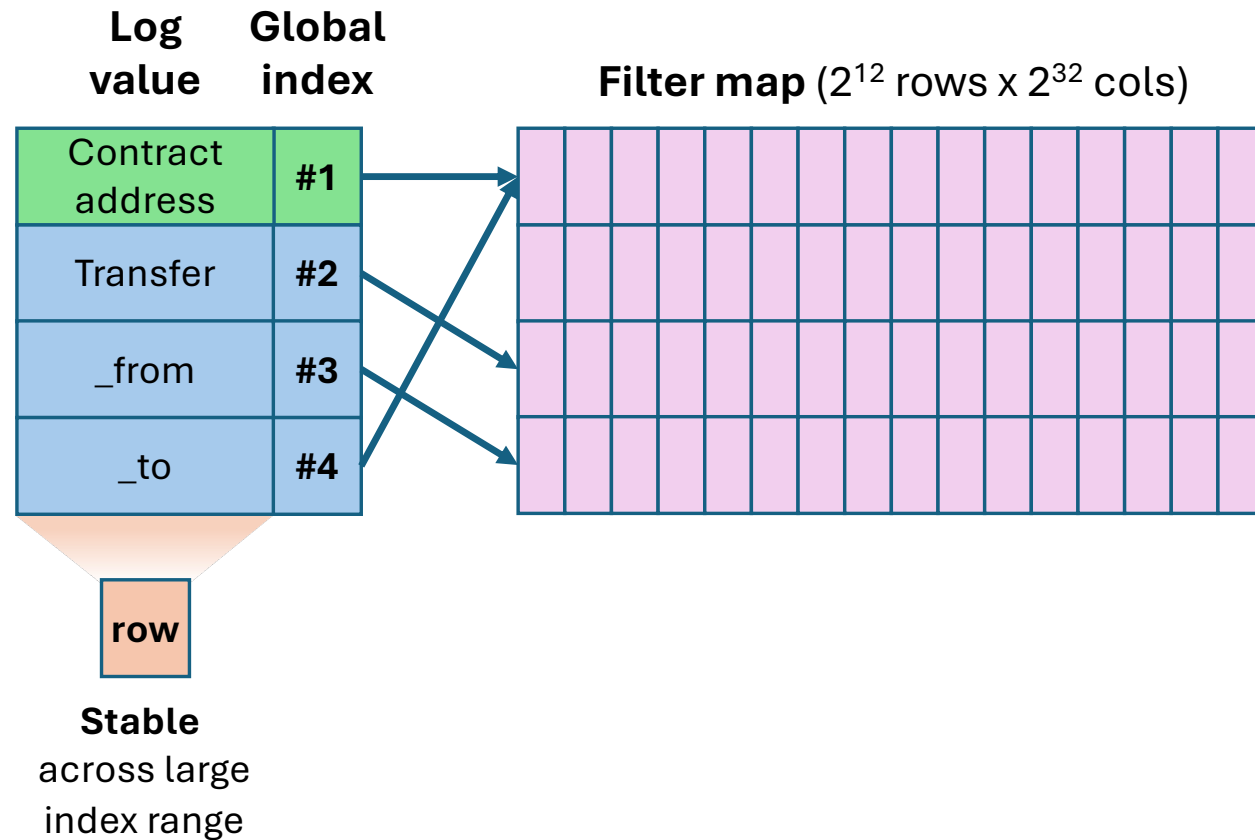 Log
value
Global
index
Filter map (2¹² rows x 2³² cols)
Contract
address
#1
Transfer
#2
_from
#3
_to
#4
row
Stable
across large
index range